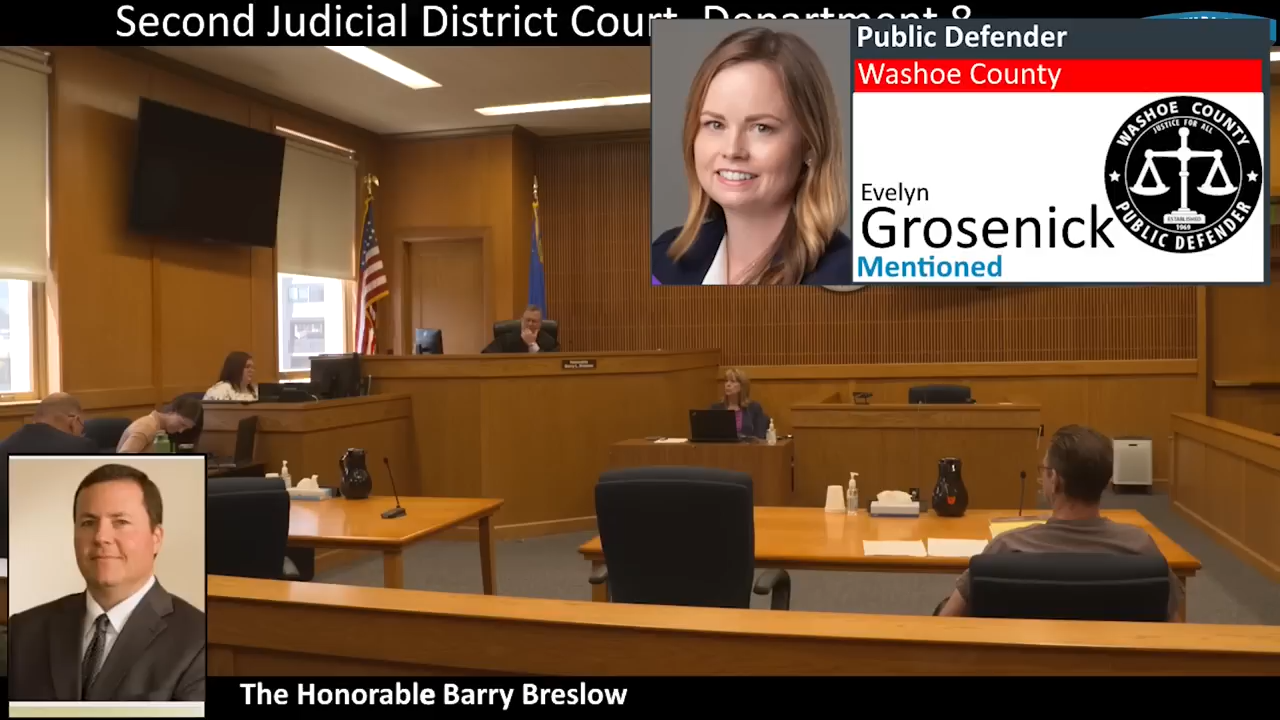 Second Judicial District Court, Department 8
Public Defender
Washoe County
WASHOE COUNTY
JUSTICE FOR ALL
ESTABLISHED
1969
PUBLIC DEFENDER
Evelyn
Grosenick
Mentioned
The Honorable Barry Breslow